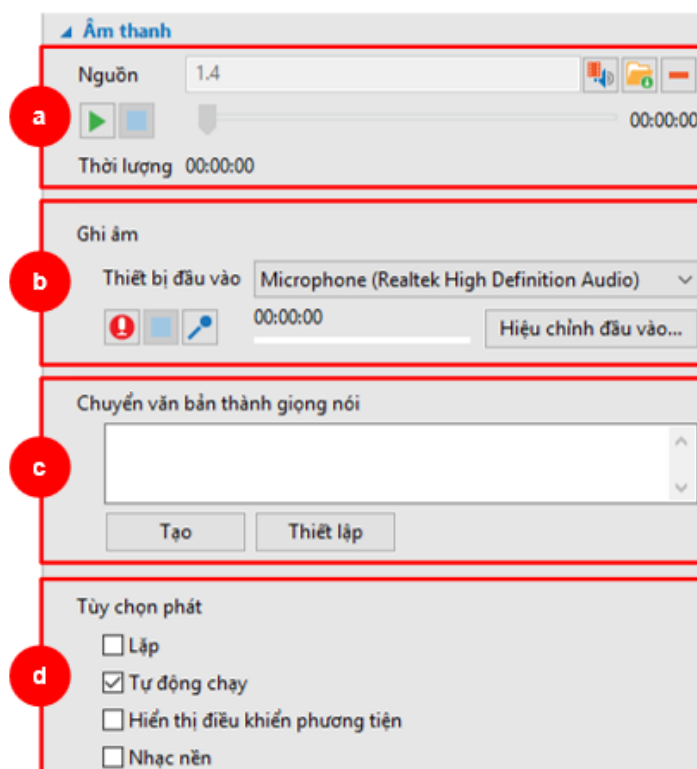 Âm thanh
Nguồn 1.4
a
00:00:00
Thời lượng 00:00:00
Ghi âm
b
Thiết bị đầu vào Microphone (Realtek High Definition Audio)
00:00:00 Hiệu chỉnh đầu vào...
Chuyển văn bản thành giọng nói
c
Tạo Thiết lập
Tùy chọn phát
Lặp
d
Tự động chạy
Hiển thị điều khiển phương tiện
Nhạc nền